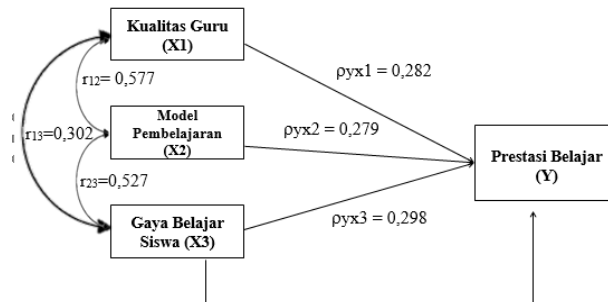 Kualitas Guru
(X1)
ρyx1 = 0,282
r12= 0,577
Model
Pembelajaran
(X2)
ρyx2 = 0,279
r13=0,302
Prestasi Belajar
(Y)
r23=0,527
Gaya Belajar
Siswa (X3)
ρyx3 = 0,298